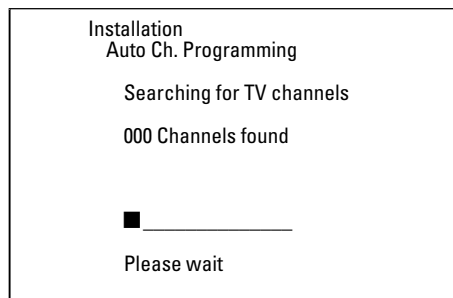 Installation
Auto Ch. Programming
Searching for TV channels
000 Channels found
Please wait